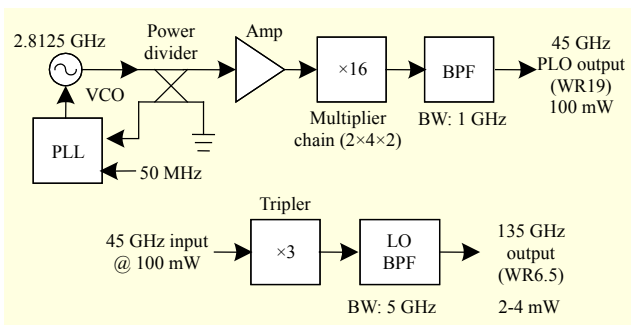 2.8125 GHz
Power
divider
Amp
VCO
PLL
50 MHz
×16
Multiplier
chain (2×4×2)
BPF
BW: 1 GHz
45 GHz
PLO output
(WR19)
100 mW
Tripler
45 GHz input
@ 100 mW
×3
LO
BPF
BW: 5 GHz
135 GHz
output
(WR6.5)
2-4 mW